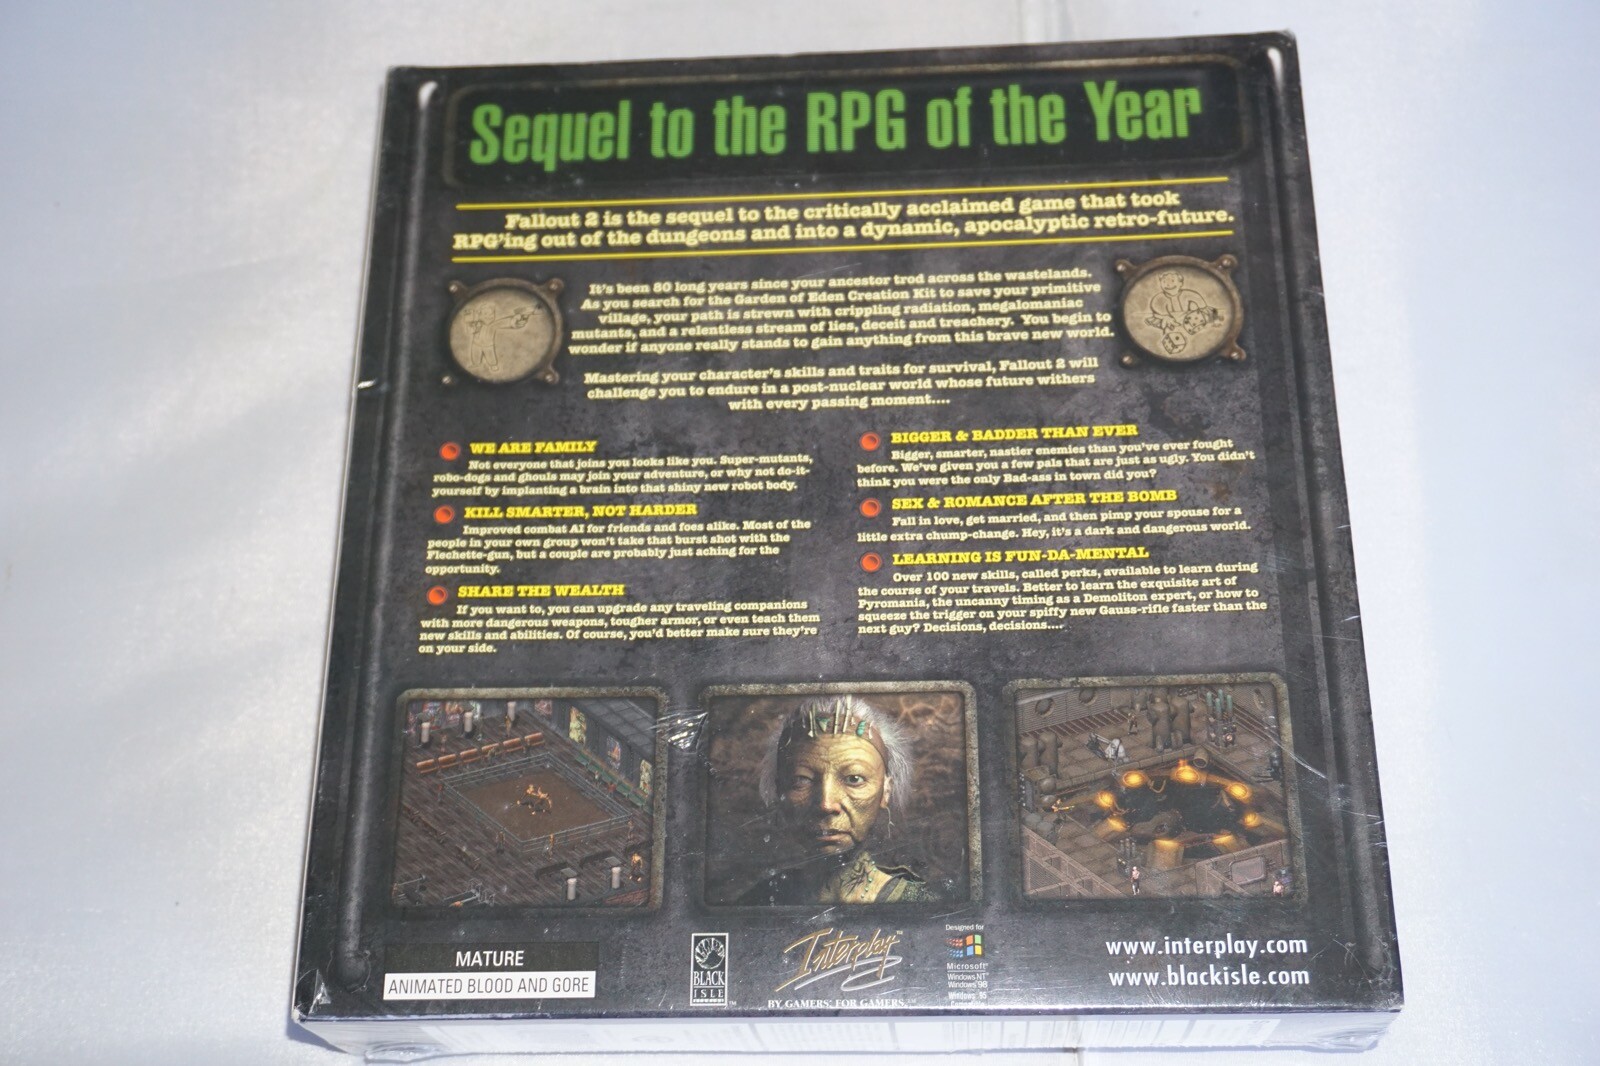 Sequel to the RPG of the Year
Fallout 2 is the sequel to the critically acclaimed game that took
RPG'ing out of the dungeons and into a dynamic, apocalyptic retro-future.
It's been 80 long years since your ancestor trod across the wastelands.
As you search for the Garden of Eden Creation Kit to save your primitive
village, your path is strewn with crippling radiation, megalomaniac
mutants, and a relentless stream of lies, deceit and treachery. You begin to
wonder if anyone really stands to gain anything from this brave new world.
Mastering your character's skills and traits for survival, Fallout 2 will
challenge you to endure in a post-nuclear world whose future withers
with every passing moment....
WE ARE FAMILY
Not everyone that joins you looks like you. Super-mutants,
robo-dogs and ghouls may join your adventure, or why not do-it-
yourself by implanting a brain into that shiny new robot body.
KILL SMARTER, NOT HARDER
Improved combat AI for friends and foes alike. Most of the
people in your own group won't take that burst shot with the
Flechette-gun, but a couple are probably just aching for the
opportunity.
SHARE THE WEALTH
If you want to, you can upgrade any traveling companions
with more dangerous weapons, tougher armor, or even teach them
new skills and abilities. Of course, you'd better make sure they're
on your side.
BIGGER & BADDER THAN EVER
Bigger, smarter, nastier enemies than you've ever fought
before. We've given you a few pals that are just as ugly. You didn't
think you were the only Bad-ass in town did you?
SEX & ROMANCE AFTER THE BOMB
Fall in love, get married, and then pimp your spouse for a
little extra chump-change. Hey, it's a dark and dangerous world.
LEARNING IS FUN-DA-MENTAL
Over 100 new skills, called perks, available to learn during
the course of your travels. Better to learn the exquisite art of
Pyromania, the uncanny timing as a Demoliton expert, or how to
squeeze the trigger on your spiffy new Gauss-rifle faster than the
next guy? Decisions, decisions....
MATURE
ANIMATED BLOOD AND GORE
BLACK
ISLE
Interplay™
BY GAMERS. FOR GAMERS.™
Designed for
Microsoft
Windows NT
Windows 98
Windows 95
www.interplay.com
www.blackisle.com